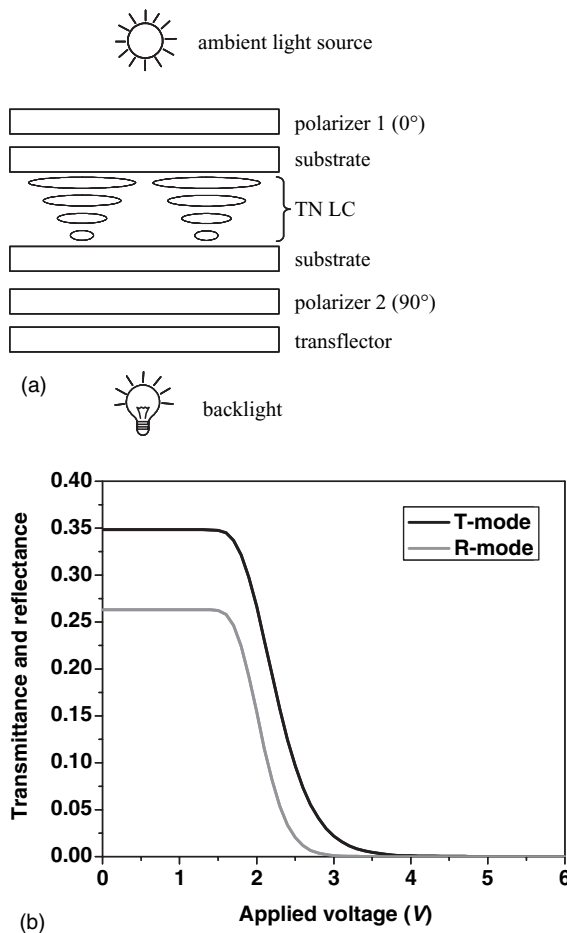 ambient light source
polarizer 1 (0°)
substrate
TN LC
substrate
polarizer 2 (90°)
transflector
(a)
backlight
0.40
0.35
0.30
0.25
0.20
0.15
0.10
0.05
0.00
Transmittance and reflectance
T-mode
R-mode
0 1 2 3 4 5 6
Applied voltage (V)
(b)